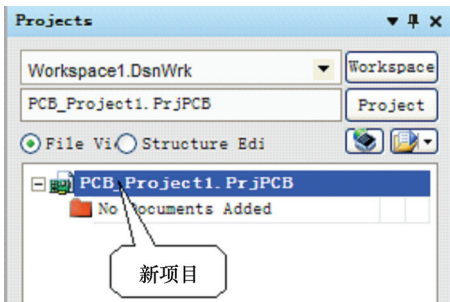 Projects
Workspace1.DsnWrk
Workspace
PCB_Project1.PrjPCB
Project
File Vi
Structure Edi
PCB_Project1.PrjPCB
No Documents Added
新项目